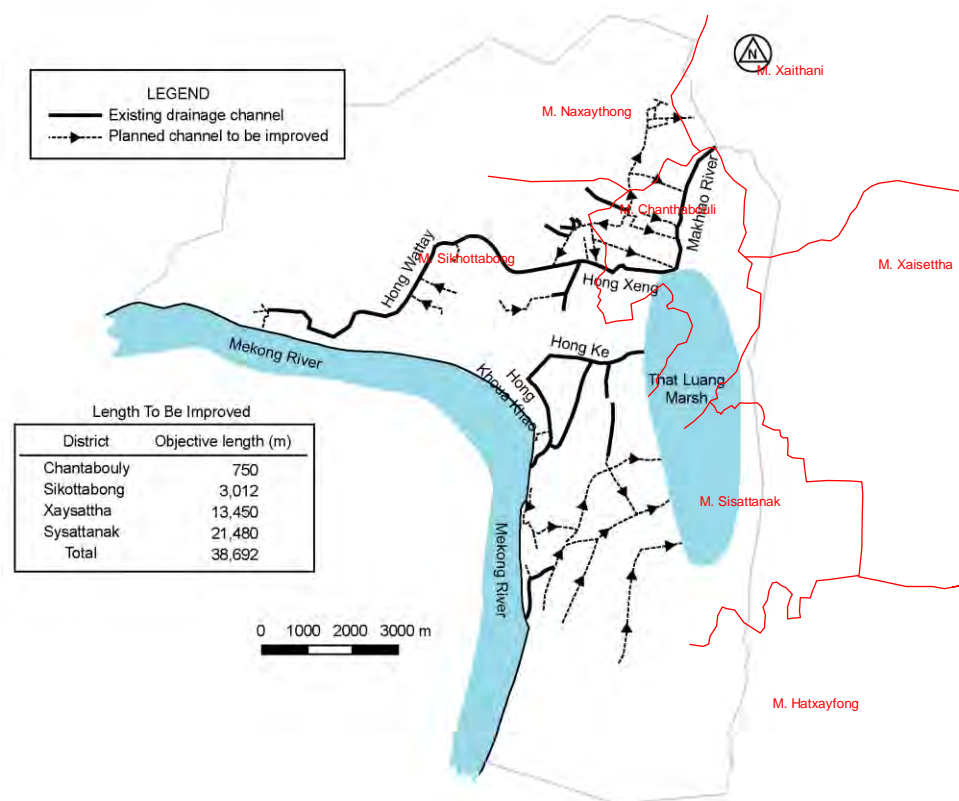 N
M. Xaithani
LEGEND
Existing drainage channel
Planned channel to be improved
M. Naxaythong
Makhiao River
M. Chanthabouli
M. Sikhottabong
Hong Wattay
Hong Xeng
M. Xaisettha
Mekong River
Hong Ke
Hong
Khoua Khao
That Luang
Marsh
Length To Be Improved
District Objective length (m)
Chantabouly 750
Sikottabong 3,012
Xaysattha 13,450
Sysattanak 21,480
Total 38,692
M. Sisattanak
Mekong River
0 1000 2000 3000 m
M. Hatxayfong